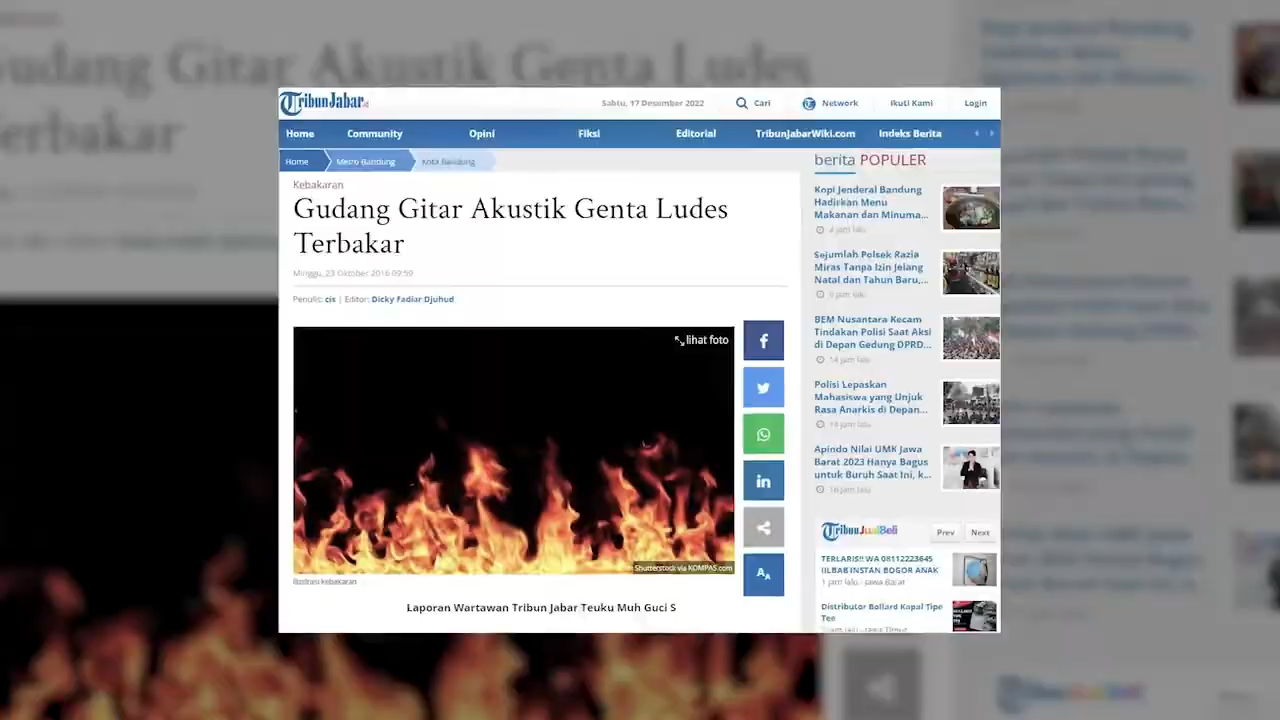 TribunJabar.id
Sabtu, 17 Desember 2022
Cari
Network
Ikuti Kami
Login
Home
Community
Opini
Fiksi
Editorial
TribunJabarWiki.com
Indeks Berita
Home
Metro Bandung
Kota Bandung
Kebakaran
Gudang Gitar Akustik Genta Ludes
Terbakar
Minggu, 23 Oktober 2016 09:59
Penulis: cis | Editor: Dicky Fadiar Djuhud
lihat foto
Shutterstock via KOMPAS.com
Ilustrasi kebakaran
Laporan Wartawan Tribun Jabar Teuku Muh Guci S
berita POPULER
Kopi Jenderal Bandung
Hadirkan Menu
Makanan dan Minuma...
4 jam lalu
Sejumlah Polsek Razia
Miras Tanpa Izin Jelang
Natal dan Tahun Baru,...
jam lalu
BEM Nusantara Kecam
Tindakan Polisi Saat Aksi
di Depan Gedung DPRD...
14 jam lalu
Polisi Lepaskan
Mahasiswa yang Unjuk
Rasa Anarkis di Depan...
14 jam lalu
Apindo Nilai UMK Jawa
Barat 2023 Hanya Bagus
untuk Buruh Saat Ini, k...
16 jam lalu
TribunJualBeli
Prev
Next
TERLARIS!! WA 08112223645
JILBAB INSTAN BOGOR ANAK
1 jam lalu - Jawa Barat
Distributor Bollard Kapal Tipe
Tee
jam lalu - Jawa Timur
Gudang Gitar Akustik Genta Ludes
Terbakar